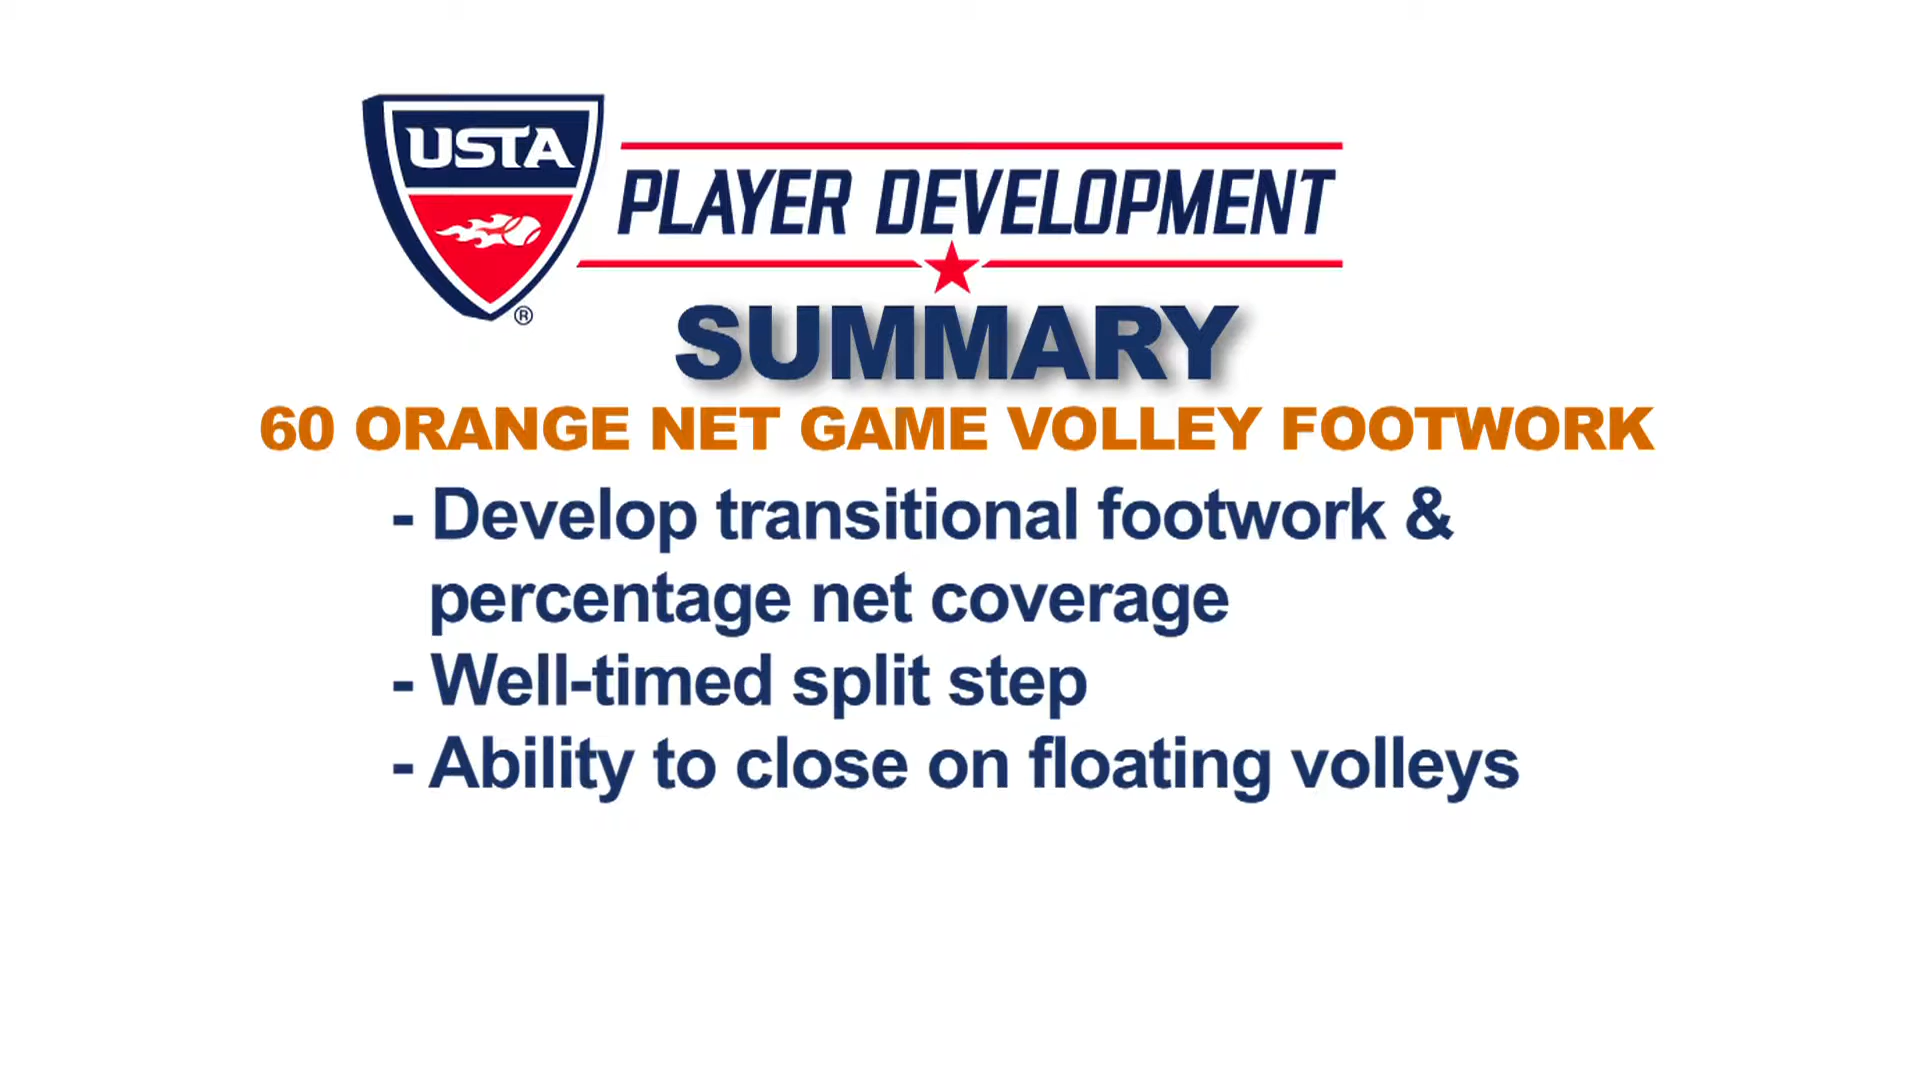 USTA
PLAYER DEVELOPMENT
®
SUMMARY
60 ORANGE NET GAME VOLLEY FOOTWORK
- Develop transitional footwork &
percentage net coverage
- Well-timed split step
- Ability to close on floating volleys